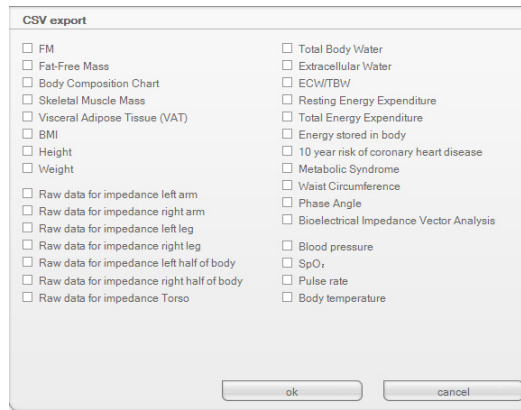 CSV export
FM
Fat-Free Mass
Body Composition Chart
Skeletal Muscle Mass
Visceral Adipose Tissue (VAT)
BMI
Height
Weight
Raw data for impedance left arm
Raw data for impedance right arm
Raw data for impedance left leg
Raw data for impedance right leg
Raw data for impedance left half of body
Raw data for impedance right half of body
Raw data for impedance Torso
Total Body Water
Extracellular Water
ECW/TBW
Resting Energy Expenditure
Total Energy Expenditure
Energy stored in body
10 year risk of coronary heart disease
Metabolic Syndrome
Waist Circumference
Phase Angle
Bioelectrical Impedance Vector Analysis
Blood pressure
SpO₂
Pulse rate
Body temperature
ok
cancel